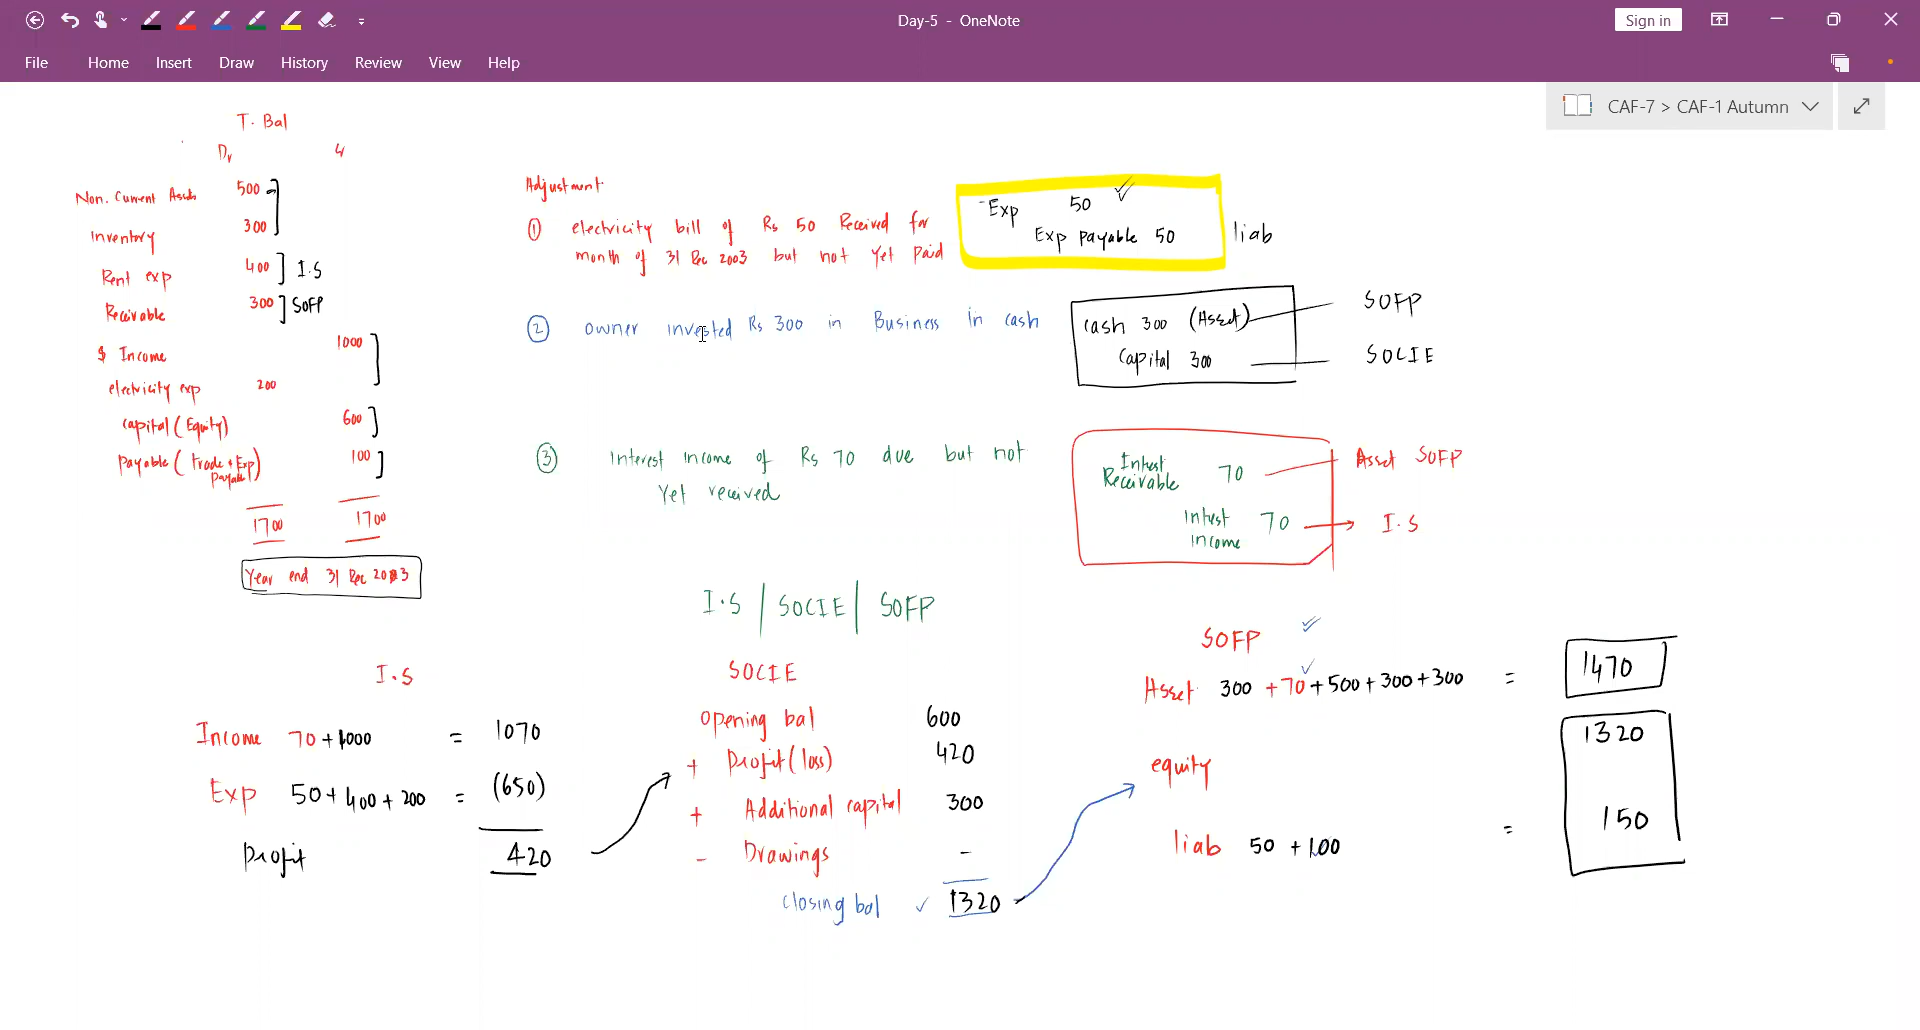 Day-5 - OneNote
Sign in
File Home Insert Draw History Review View Help
CAF-7 > CAF-1 Autumn
T. Bal
Dr
Non. Current Assets 500
Inventory 300
Rent exp 400 I.S
Receivable 300 SOFP
$ Income 1000
electricity exp 200
Capital (Equity) 600
Payable (Trade + Exp 100
Payable)
1700 1700
Year end 31 Dec 2003
Adjustment
① electricity bill of Rs 50 Received for
month of 31 Dec 2003 but not yet paid
Exp 50 ✓
Exp payable 50 liab
② owner invested Rs 300 in Business in cash
cash 300 (Asset) SOFP
Capital 300 SOCIE
③ Interest income of Rs 70 due but not
Yet received
Intrest
Receivable 70 Asset SOFP
Intrest 70 I.S
income
I.S | SOCIE | SOFP
I.S
Income 70 + 1000 = 1070
Exp 50 + 400 + 200 = (650)
Profit 420
SOCIE
opening bal 600
+ Profit (loss) 420
+ Additional capital 300
- Drawings -
closing bal ✓ 1320
SOFP ✓
Asset 300 + 70 + 500 + 300 + 300 = 1470
equity 1320
liab 50 + 100 = 150